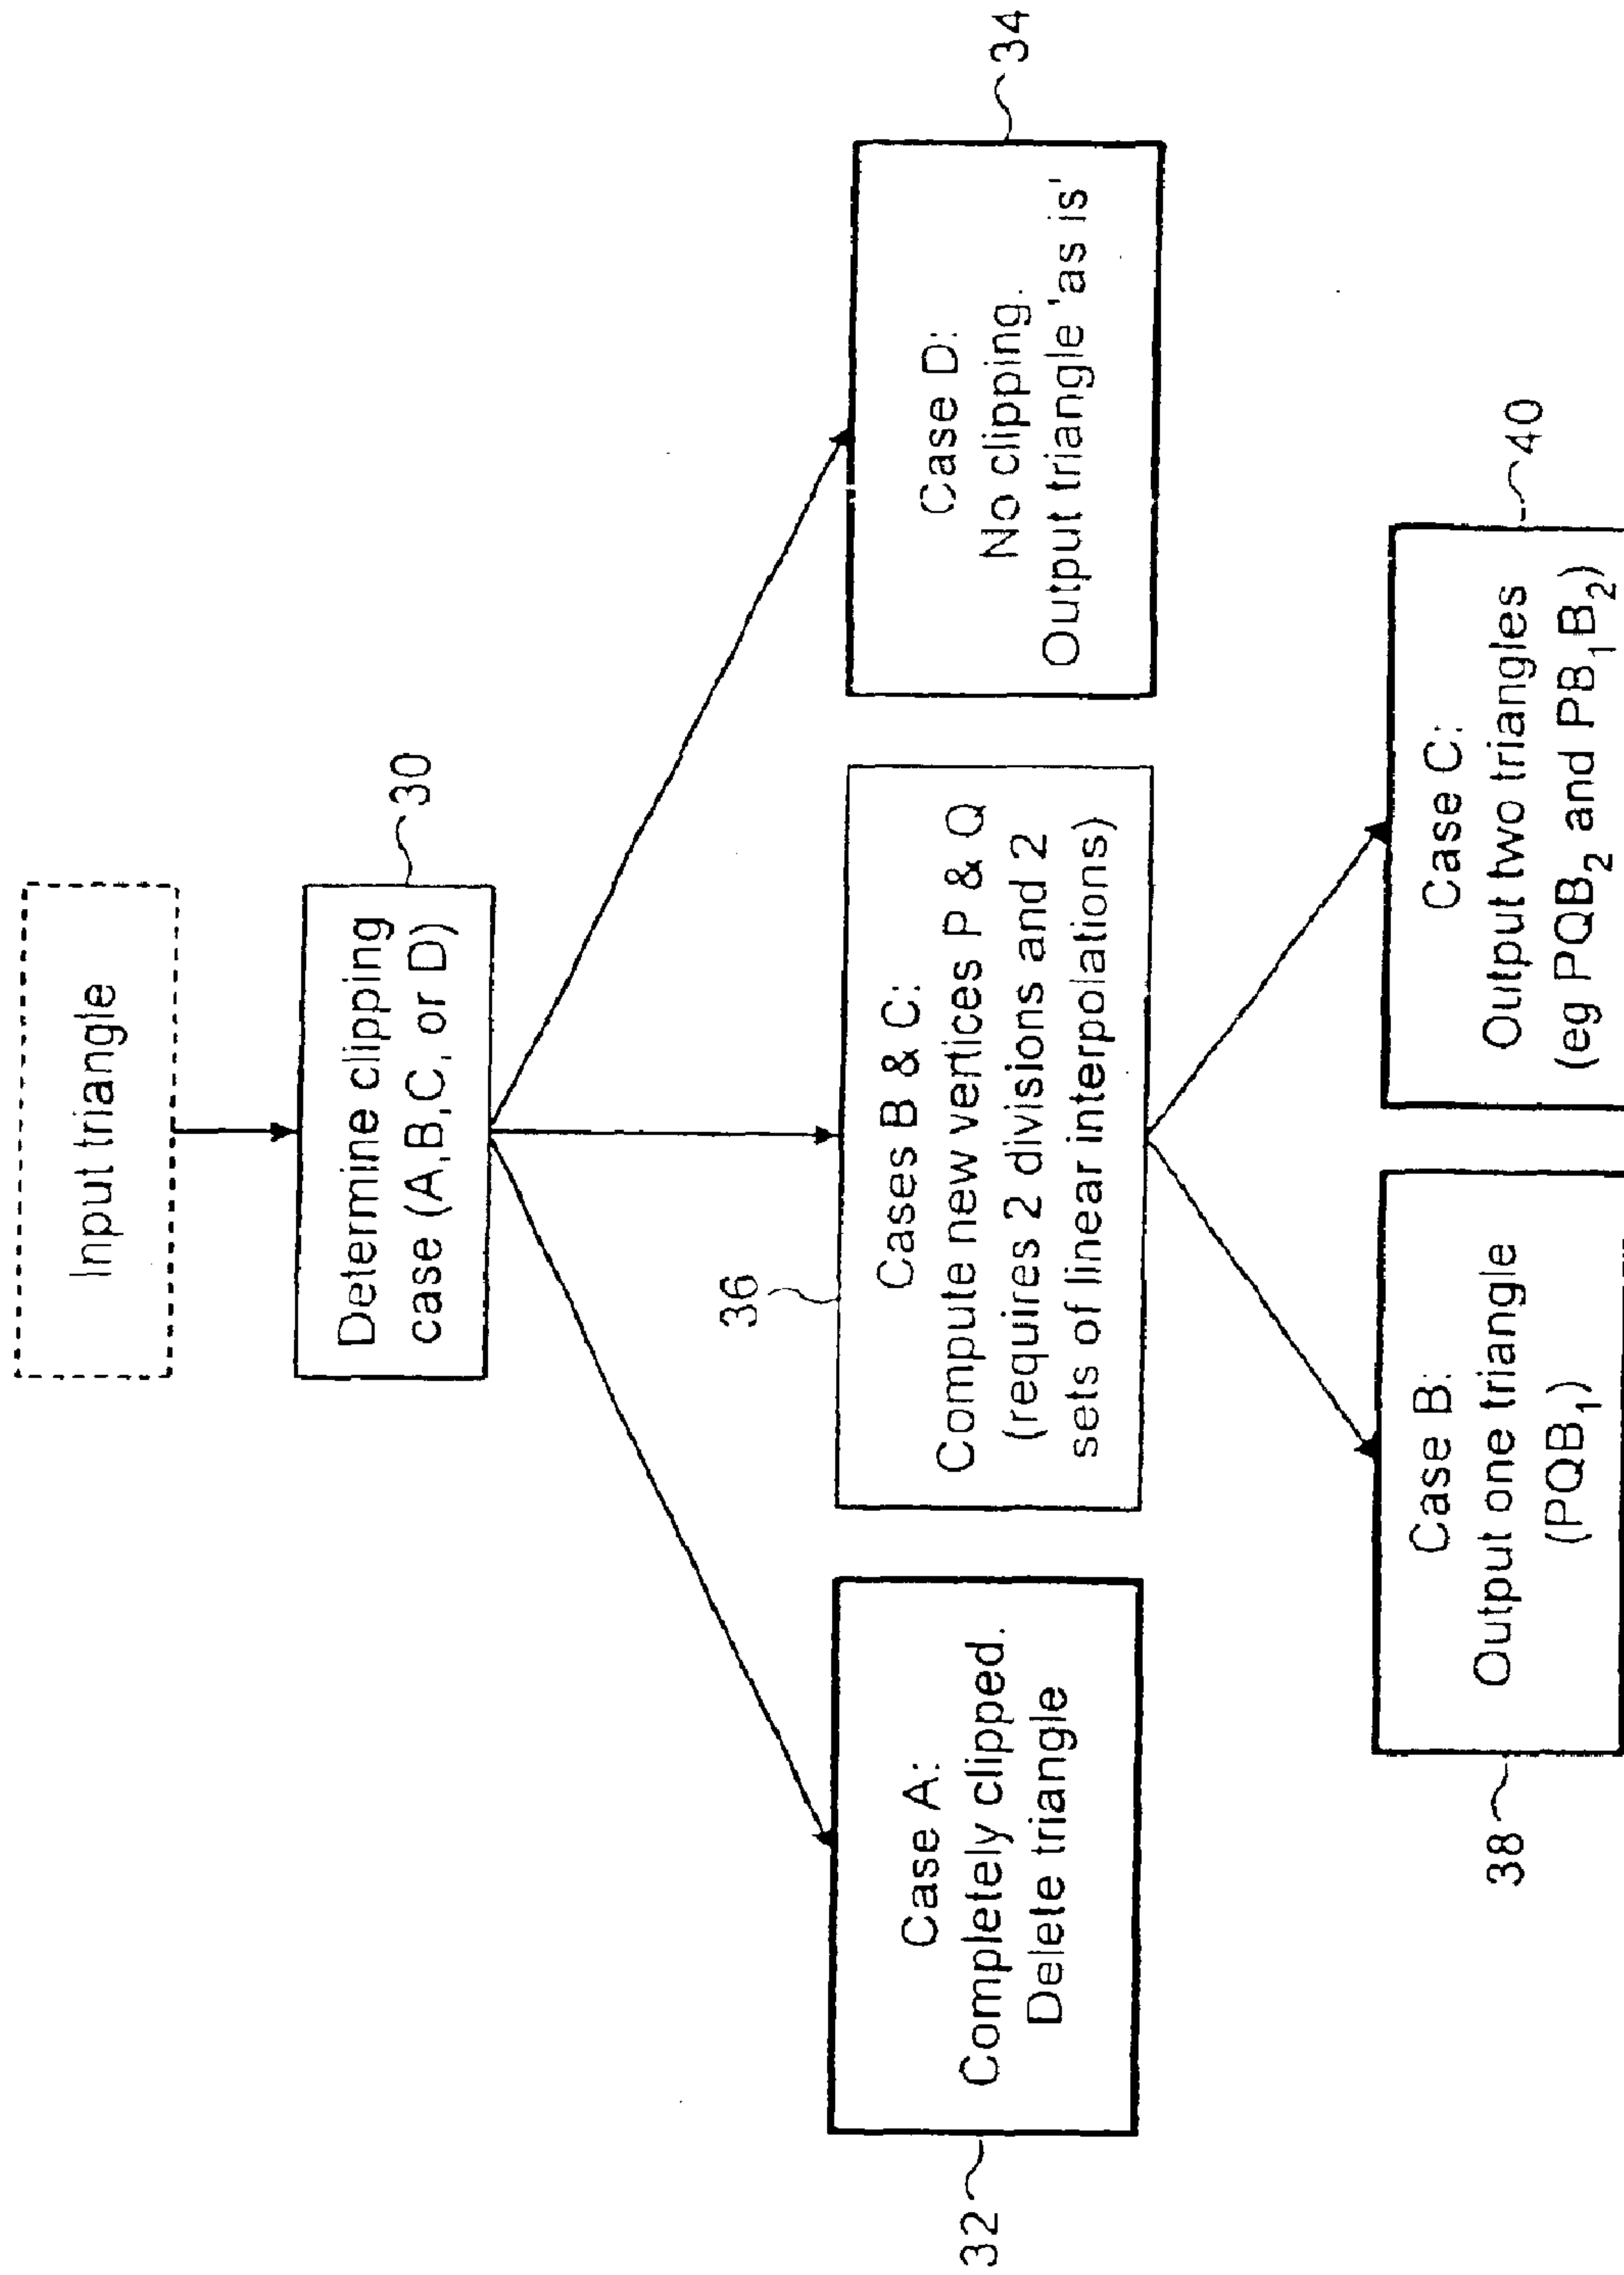 Input triangle
30
Determine clipping
case (A,B,C, or D)
32
Case A:
Completely clipped.
Delete triangle
36
Cases B & C:
Compute new vertices P & Q
(requires 2 divisions and 2
sets of linear interpolations)
34
Case D:
No clipping.
Output triangle 'as is'
38
Case B:
Output one triangle
(PQB₁)
40
Case C:
Output two triangles
(eg PQB₂ and PB₁B₂)